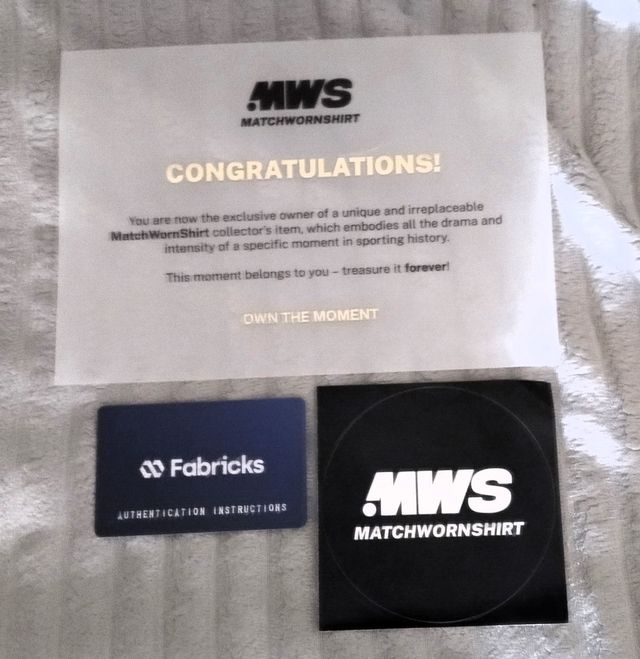 MWS
MATCHWORNSHIRT
CONGRATULATIONS!
You are now the exclusive owner of a unique and irreplaceable
MatchWornShirt collector's item, which embodies all the drama and
intensity of a specific moment in sporting history.
This moment belongs to you – treasure it forever!
OWN THE MOMENT
Fabricks
AUTHENTICATION INSTRUCTIONS
MWS
MATCHWORNSHIRT